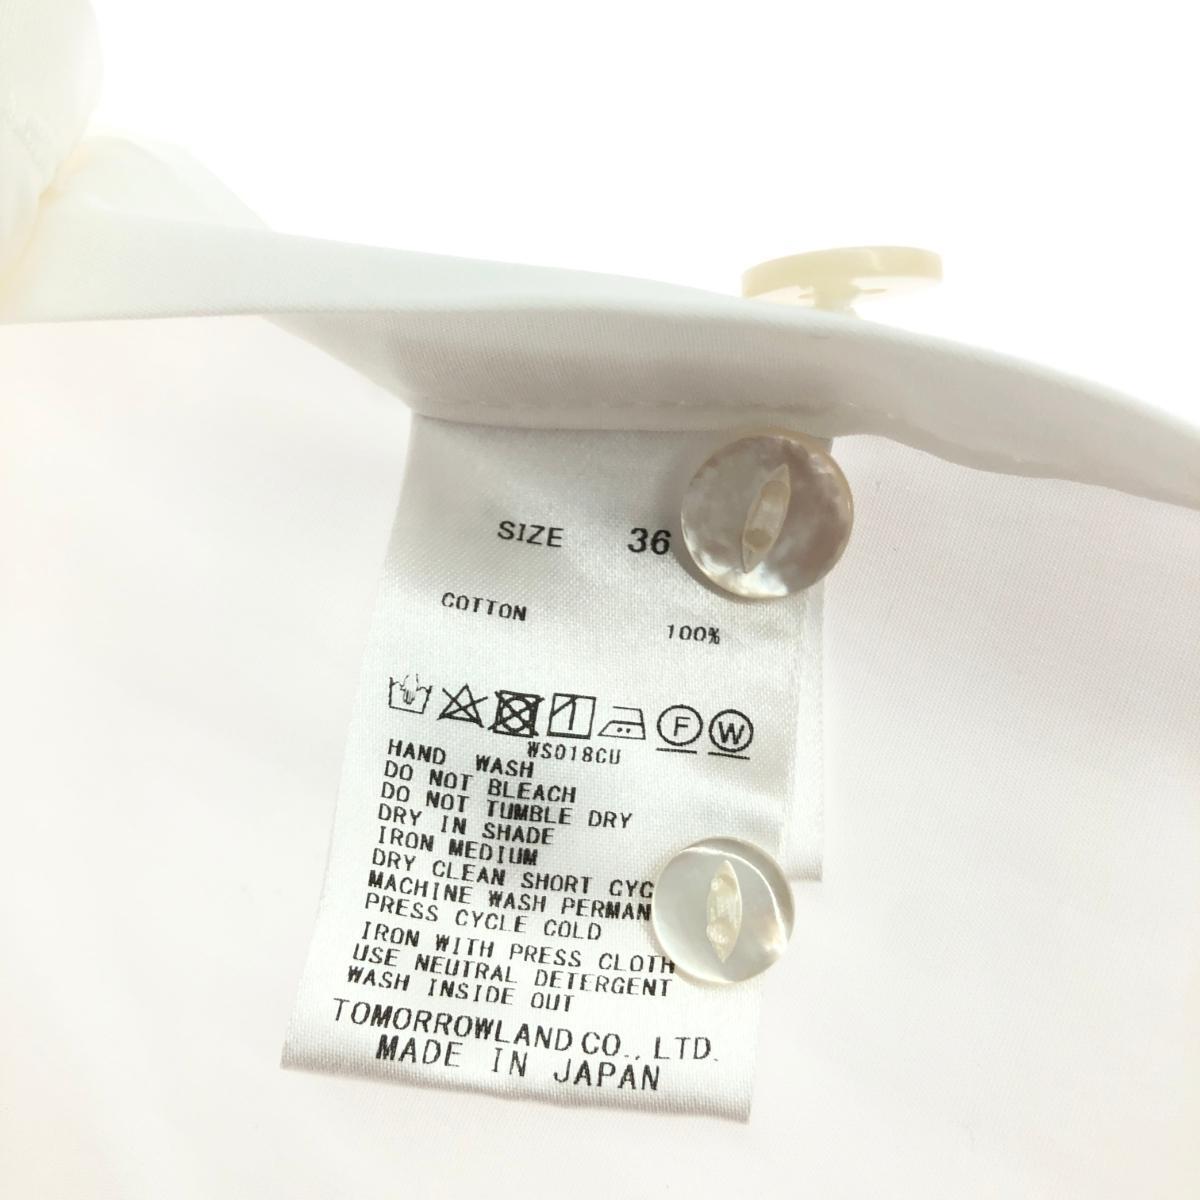 SIZE 36
COTTON 100%
F W
WS018CU
HAND WASH
DO NOT BLEACH
DO NOT TUMBLE DRY
DRY IN SHADE
IRON MEDIUM
DRY CLEAN SHORT CYC
MACHINE WASH PERMAN
PRESS CYCLE COLD
IRON WITH PRESS CLOTH
USE NEUTRAL DETERGENT
WASH INSIDE OUT
TOMORROWLAND CO., LTD.
MADE IN JAPAN